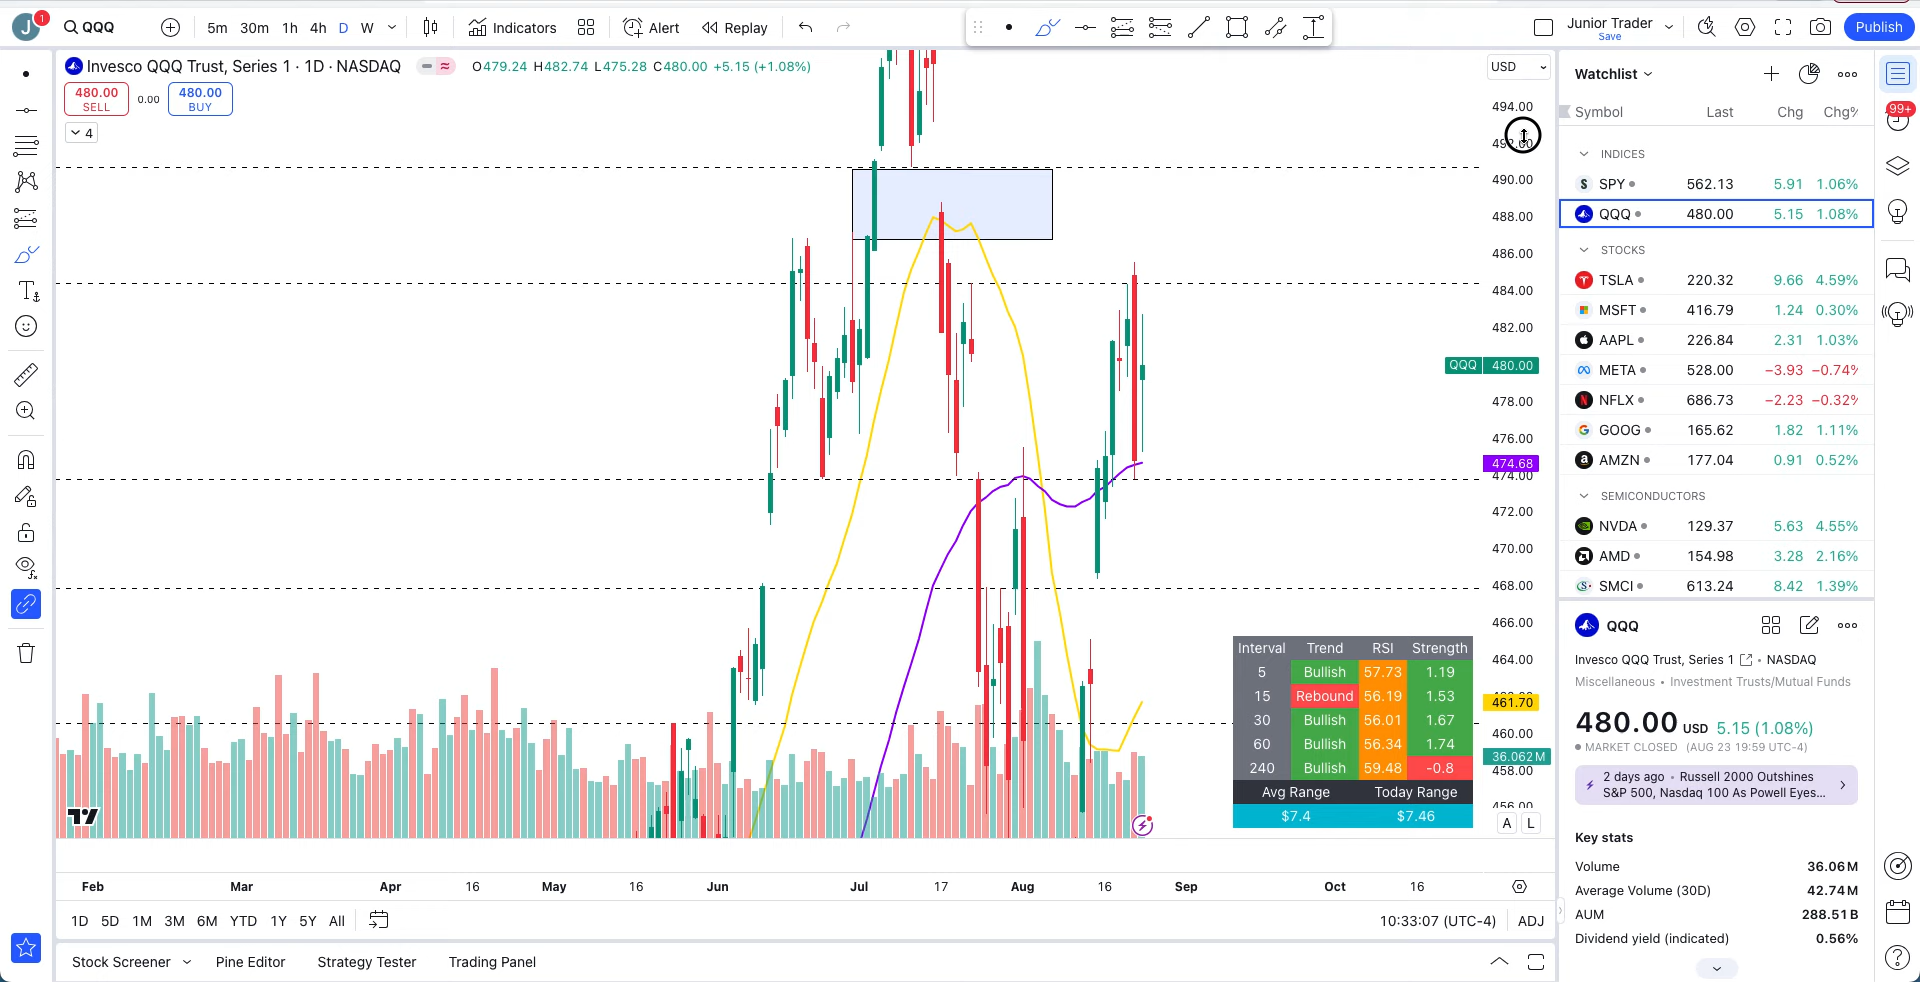 J 1 QQQ 5m 30m 1h 4h D W Indicators Alert Replay Junior Trader Save Publish
Invesco QQQ Trust, Series 1 · 1D · NASDAQ O479.24 H482.74 L475.28 C480.00 +5.15 (+1.08%)
USD
480.00 SELL 0.00 480.00 BUY
4
494.00
490.00
488.00
486.00
484.00
482.00
QQQ 480.00
478.00
476.00
474.68
472.00
470.00
468.00
466.00
464.00
461.70
460.00
36.062M
458.00
456.00
A L
Interval Trend RSI Strength
5 Bullish 57.73 1.19
15 Rebound 56.19 1.53
30 Bullish 56.01 1.67
60 Bullish 56.34 1.74
240 Bullish 59.48 -0.8
Avg Range Today Range
$7.4 $7.46
Feb Mar Apr 16 May 16 Jun Jul 17 Aug 16 Sep Oct 16
1D 5D 1M 3M 6M YTD 1Y 5Y All 10:33:07 (UTC-4) ADJ
Stock Screener Pine Editor Strategy Tester Trading Panel
Watchlist
Symbol Last Chg Chg%
INDICES
SPY 562.13 5.91 1.06%
QQQ 480.00 5.15 1.08%
STOCKS
TSLA 220.32 9.66 4.59%
MSFT 416.79 1.24 0.30%
AAPL 226.84 2.31 1.03%
META 528.00 −3.93 −0.74%
NFLX 686.73 −2.23 −0.32%
GOOG 165.62 1.82 1.11%
AMZN 177.04 0.91 0.52%
SEMICONDUCTORS
NVDA 129.37 5.63 4.55%
AMD 154.98 3.28 2.16%
SMCI 613.24 8.42 1.39%
QQQ
Invesco QQQ Trust, Series 1 • NASDAQ
Miscellaneous • Investment Trusts/Mutual Funds
480.00 USD 5.15 (1.08%)
MARKET CLOSED (AUG 23 19:59 UTC-4)
2 days ago • Russell 2000 Outshines
S&P 500, Nasdaq 100 As Powell Eyes...
Key stats
Volume 36.06M
Average Volume (30D) 42.74M
AUM 288.51B
Dividend yield (indicated) 0.56%
99+